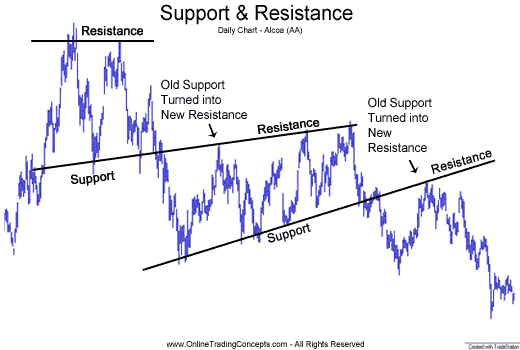 Support & Resistance
Daily Chart - Alcoa (AA)
Resistance
Old Support
Turned into
New Resistance
Resistance
Old Support
Turned into
New
Resistance
Resistance
Support
Support
www.OnlineTradingConcepts.com - All Rights Reserved
Created with TradeStation